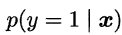 p(y = 1 | x)